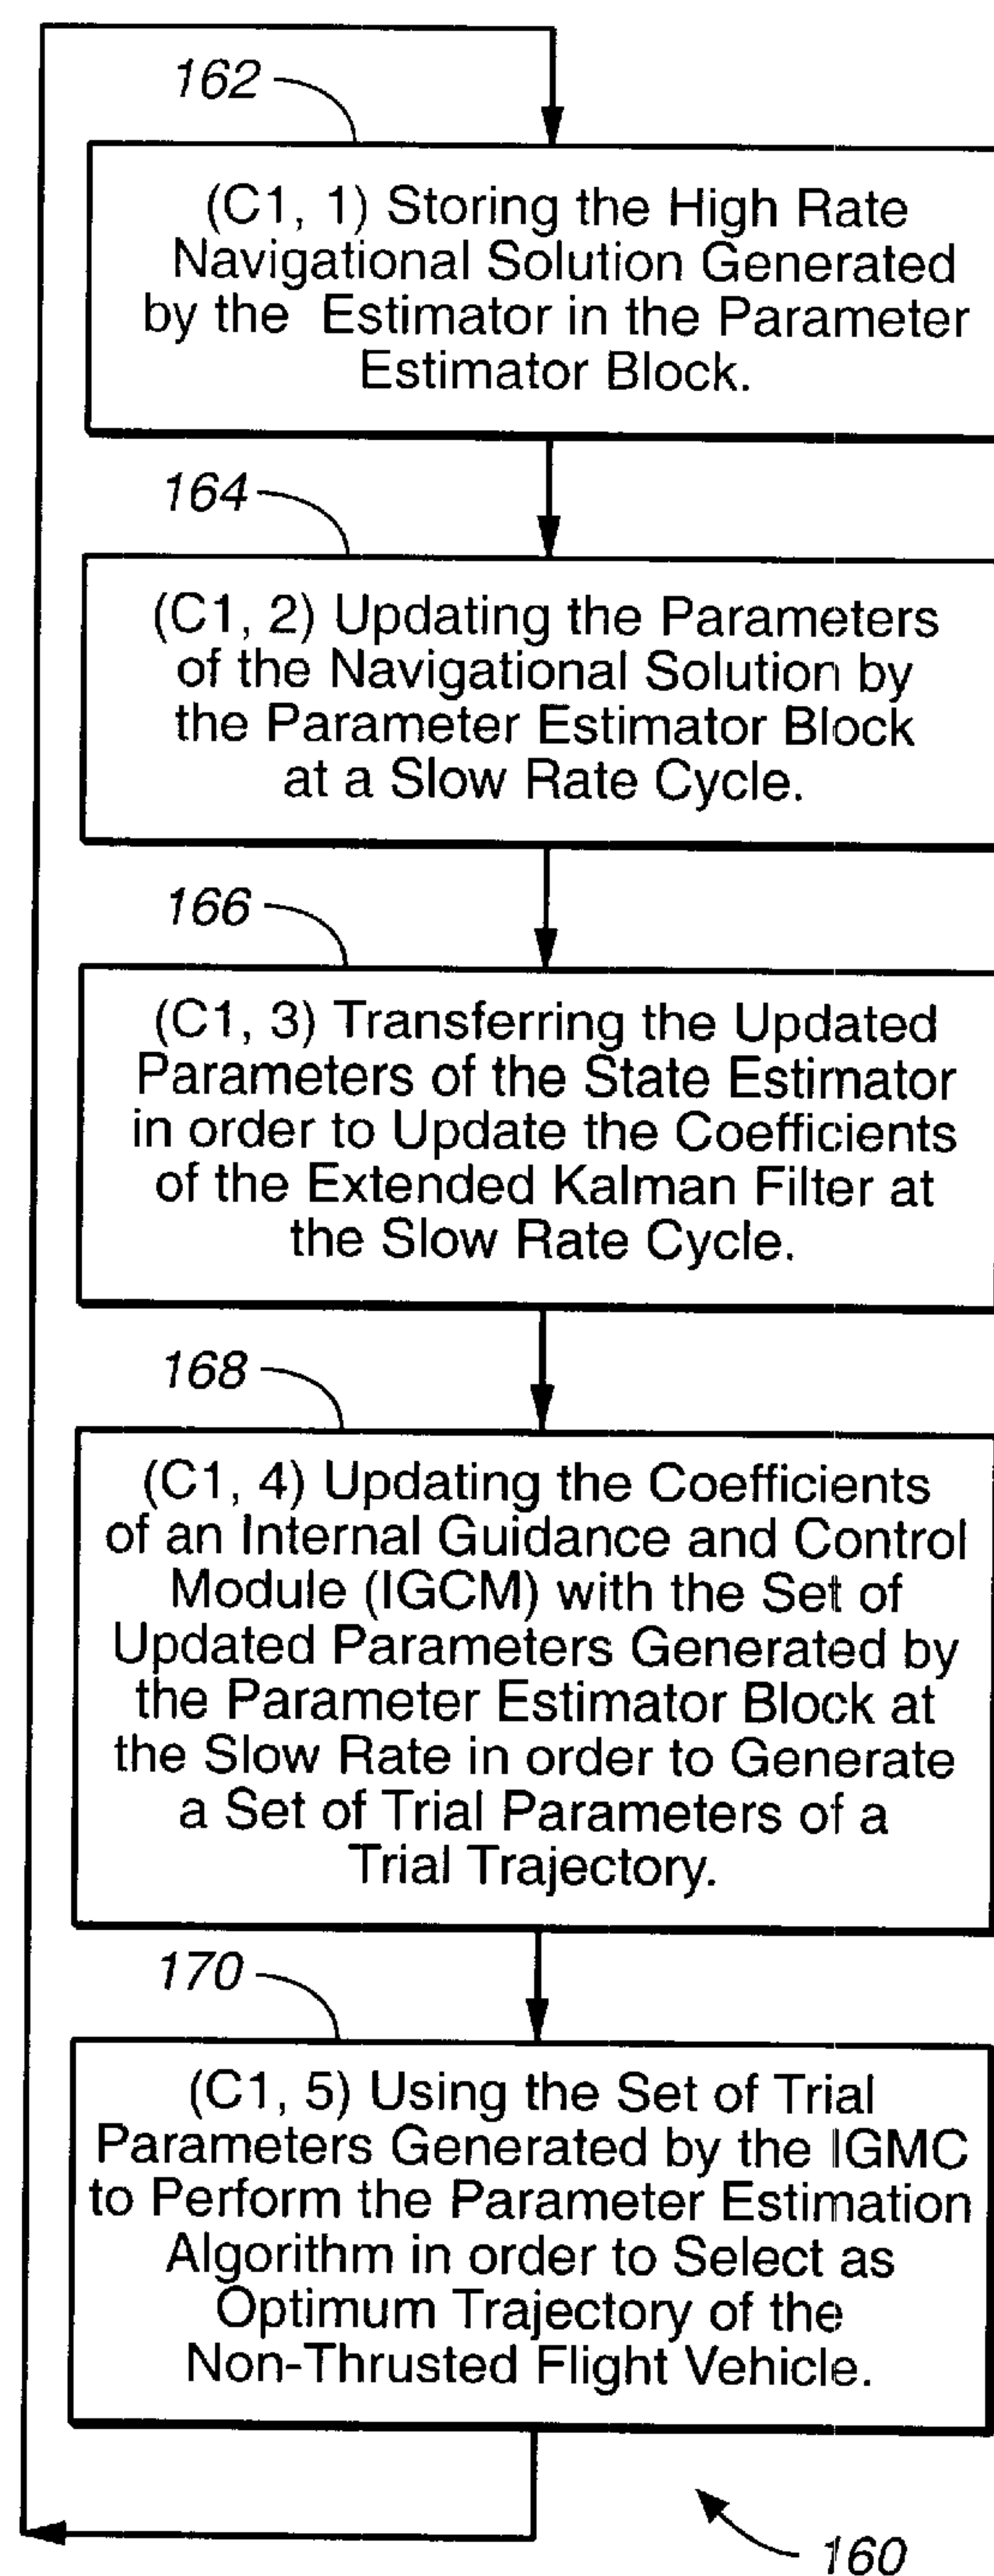 162
(C1, 1) Storing the High Rate
Navigational Solution Generated
by the Estimator in the Parameter
Estimator Block.
164
(C1, 2) Updating the Parameters
of the Navigational Solution by
the Parameter Estimator Block
at a Slow Rate Cycle.
166
(C1, 3) Transferring the Updated
Parameters of the State Estimator
in order to Update the Coefficients
of the Extended Kalman Filter at
the Slow Rate Cycle.
168
(C1, 4) Updating the Coefficients
of an Internal Guidance and Control
Module (IGCM) with the Set of
Updated Parameters Generated by
the Parameter Estimator Block at
the Slow Rate in order to Generate
a Set of Trial Parameters of a
Trial Trajectory.
170
(C1, 5) Using the Set of Trial
Parameters Generated by the IGMC
to Perform the Parameter Estimation
Algorithm in order to Select as
Optimum Trajectory of the
Non-Thrusted Flight Vehicle.
160